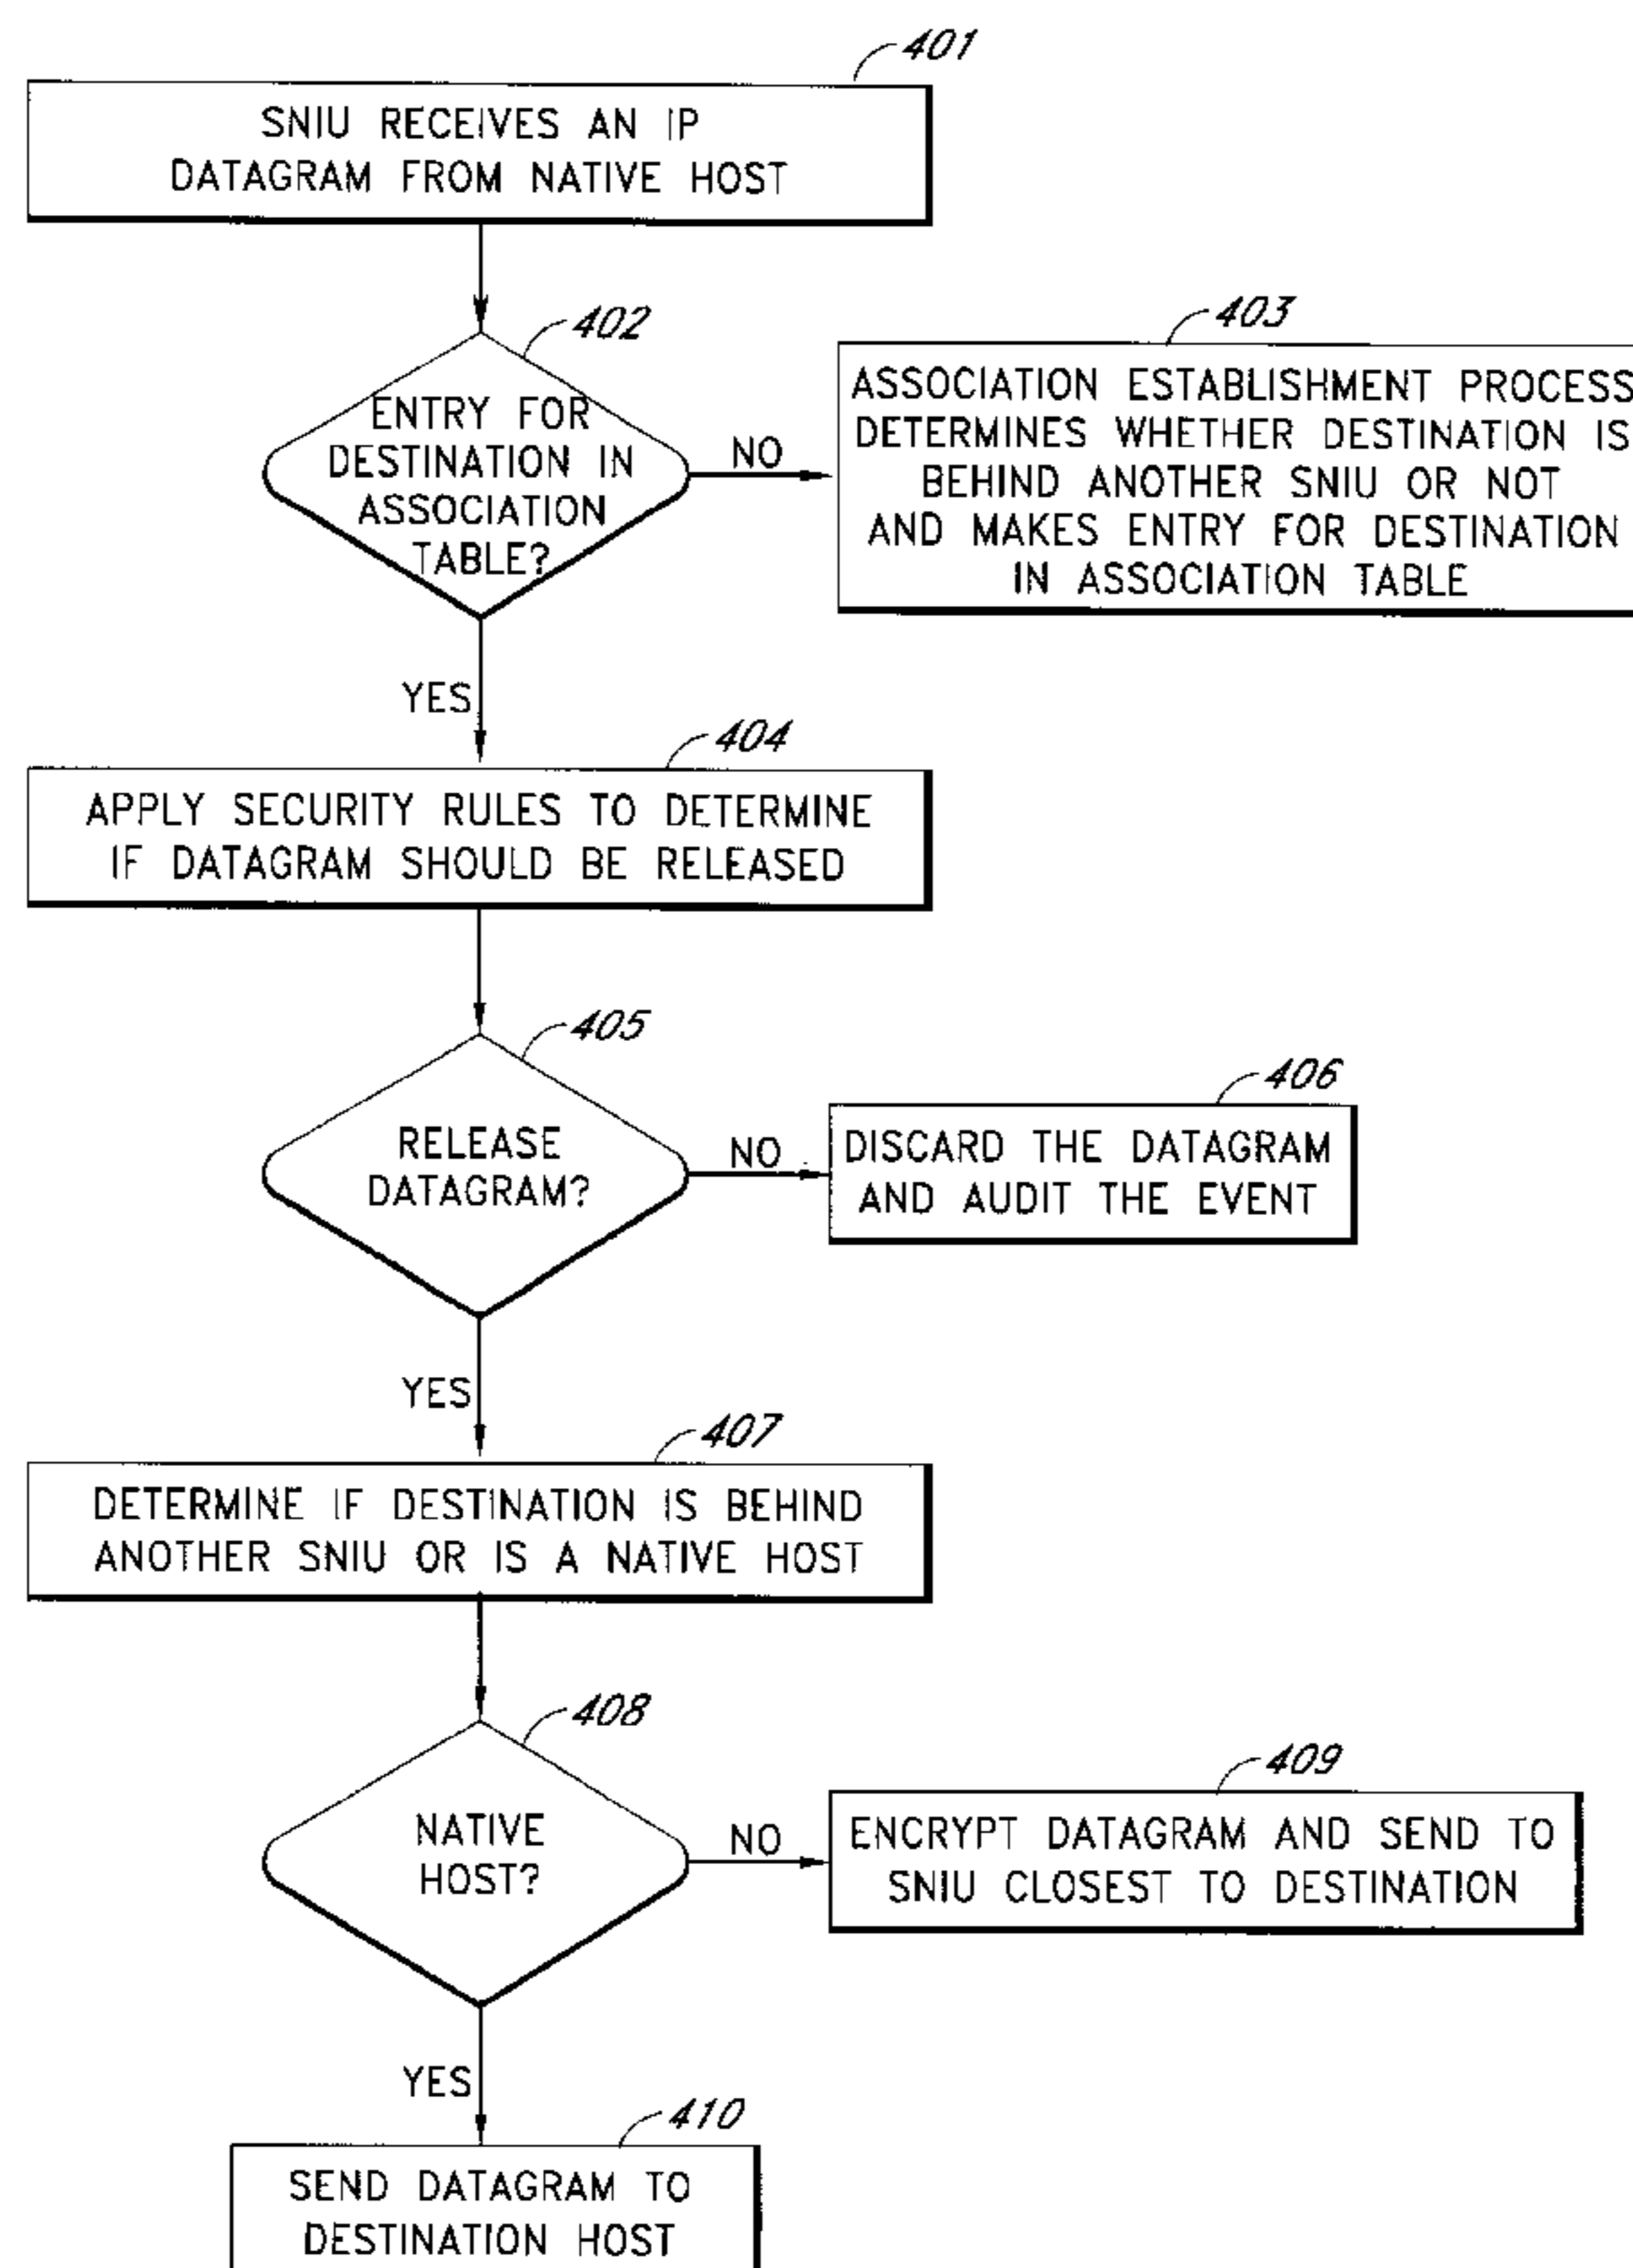 401
SNIU RECEIVES AN IP
DATAGRAM FROM NATIVE HOST
402
ENTRY FOR
DESTINATION IN
ASSOCIATION
TABLE?
NO
403
ASSOCIATION ESTABLISHMENT PROCESS
DETERMINES WHETHER DESTINATION IS
BEHIND ANOTHER SNIU OR NOT
AND MAKES ENTRY FOR DESTINATION
IN ASSOCIATION TABLE
YES
404
APPLY SECURITY RULES TO DETERMINE
IF DATAGRAM SHOULD BE RELEASED
405
RELEASE
DATAGRAM?
NO
406
DISCARD THE DATAGRAM
AND AUDIT THE EVENT
YES
407
DETERMINE IF DESTINATION IS BEHIND
ANOTHER SNIU OR IS A NATIVE HOST
408
NATIVE
HOST?
NO
409
ENCRYPT DATAGRAM AND SEND TO
SNIU CLOSEST TO DESTINATION
YES
410
SEND DATAGRAM TO
DESTINATION HOST